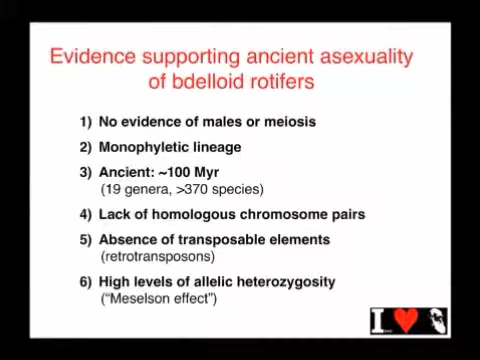 Evidence supporting ancient asexuality
of bdelloid rotifers
1) No evidence of males or meiosis
2) Monophyletic lineage
3) Ancient: ~100 Myr
(19 genera, >370 species)
4) Lack of homologous chromosome pairs
5) Absence of transposable elements
(retrotransposons)
6) High levels of allelic heterozygosity
("Meselson effect")
I